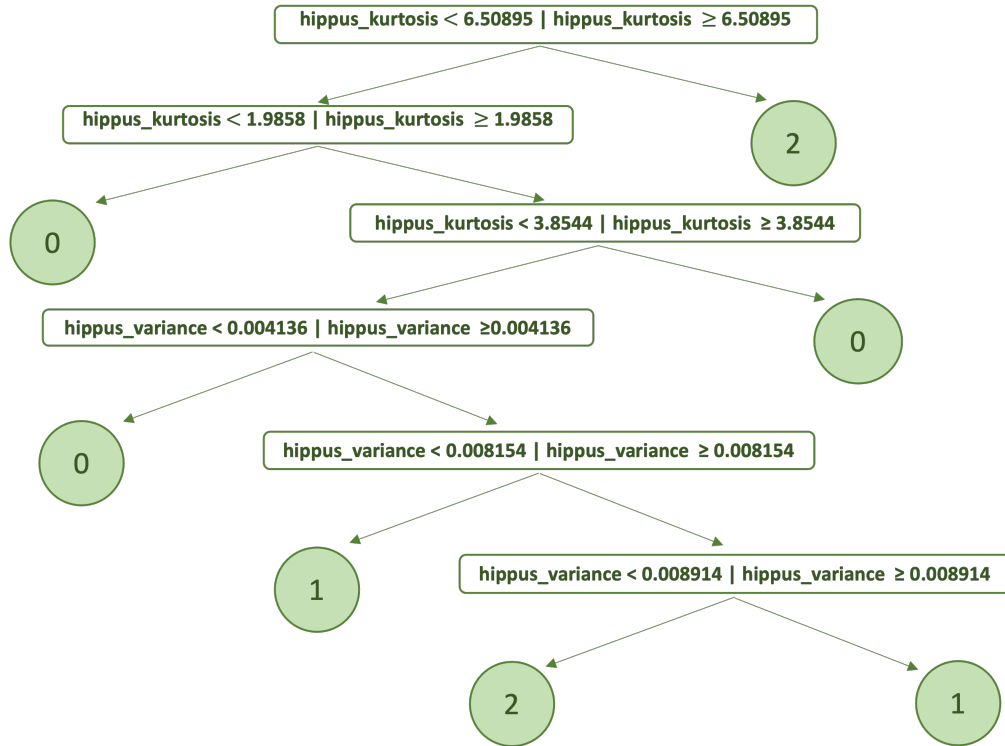 hippus_kurtosis < 6.50895 | hippus_kurtosis ≥ 6.50895
hippus_kurtosis < 1.9858 | hippus_kurtosis ≥ 1.9858
2
0
hippus_kurtosis < 3.8544 | hippus_kurtosis ≥ 3.8544
hippus_variance < 0.004136 | hippus_variance ≥0.004136
0
0
hippus_variance < 0.008154 | hippus_variance ≥ 0.008154
1
hippus_variance < 0.008914 | hippus_variance ≥ 0.008914
2
1